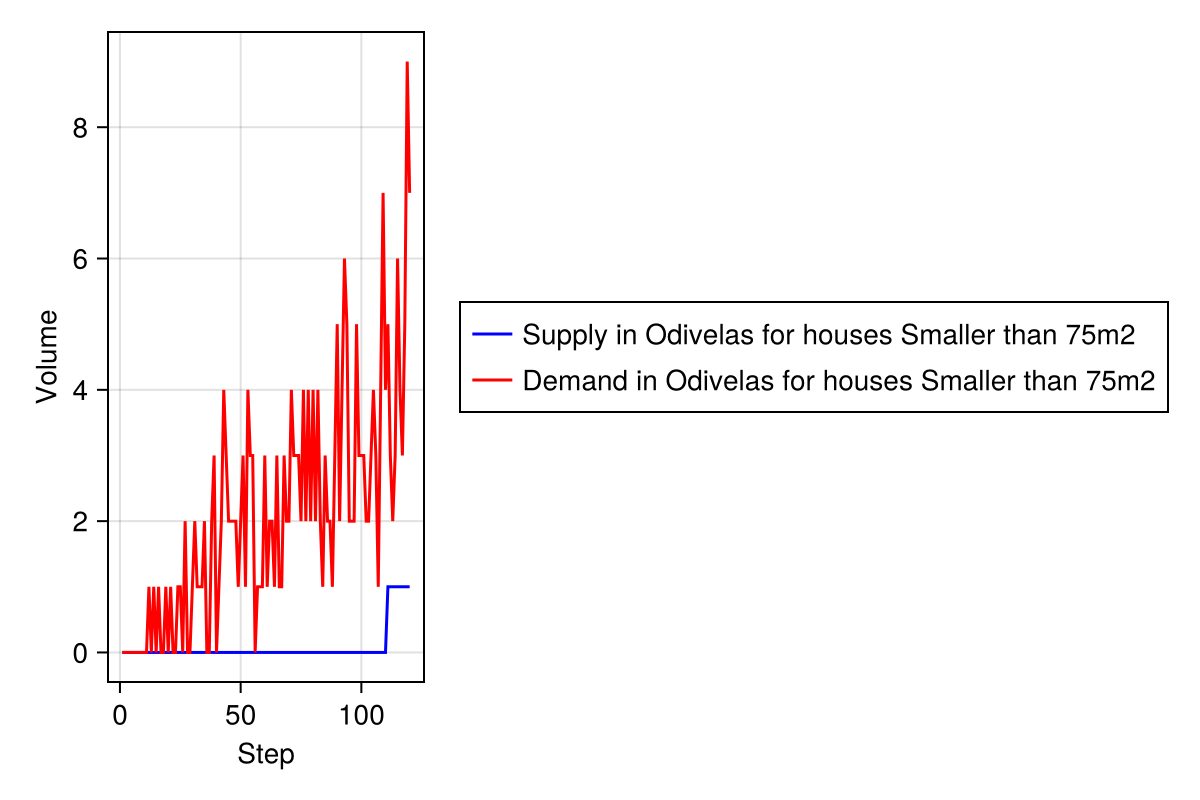 8
6
4
2
0
Volume
0 50 100
Step
Supply in Odivelas for houses Smaller than 75m2
Demand in Odivelas for houses Smaller than 75m2